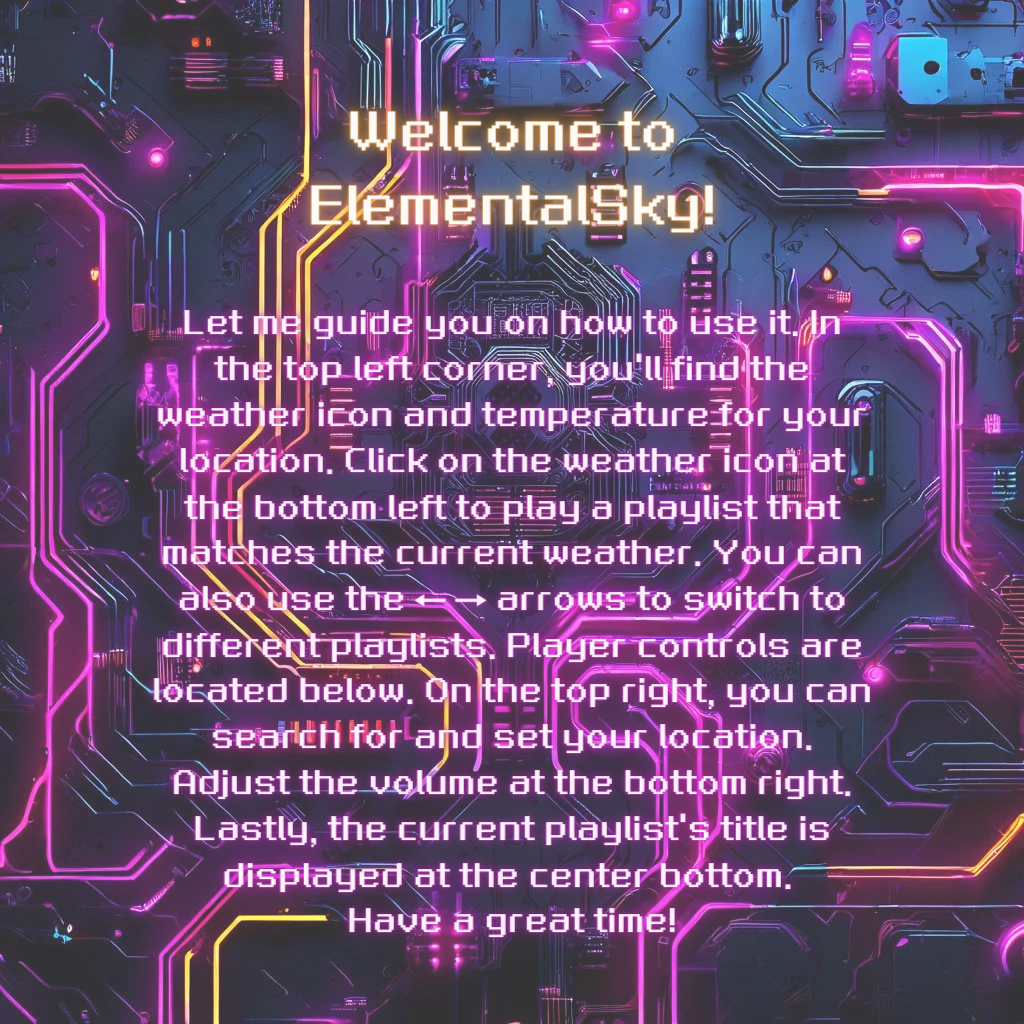 Welcome to
ElementalSky!
Let me guide you on how to use it. In
the top left corner, you'll find the
weather icon and temperature for your
location. Click on the weather icon at
the bottom left to play a playlist that
matches the current weather. You can
also use the ← → arrows to switch to
different playlists. Player controls are
located below. On the top right, you can
search for and set your location.
Adjust the volume at the bottom right.
Lastly, the current playlist's title is
displayed at the center bottom.
Have a great time!